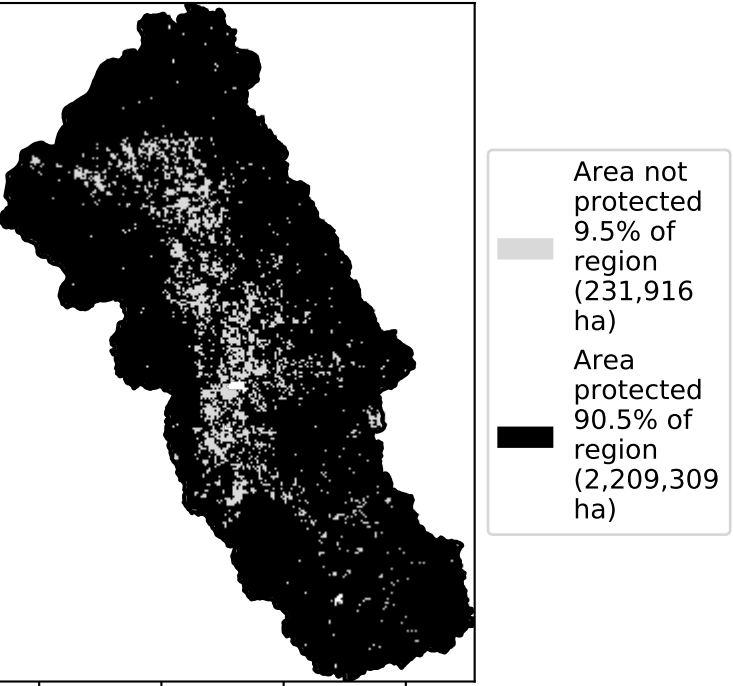 Area not
protected
9.5% of
region
(231,916
ha)
Area
protected
90.5% of
region
(2,209,309
ha)